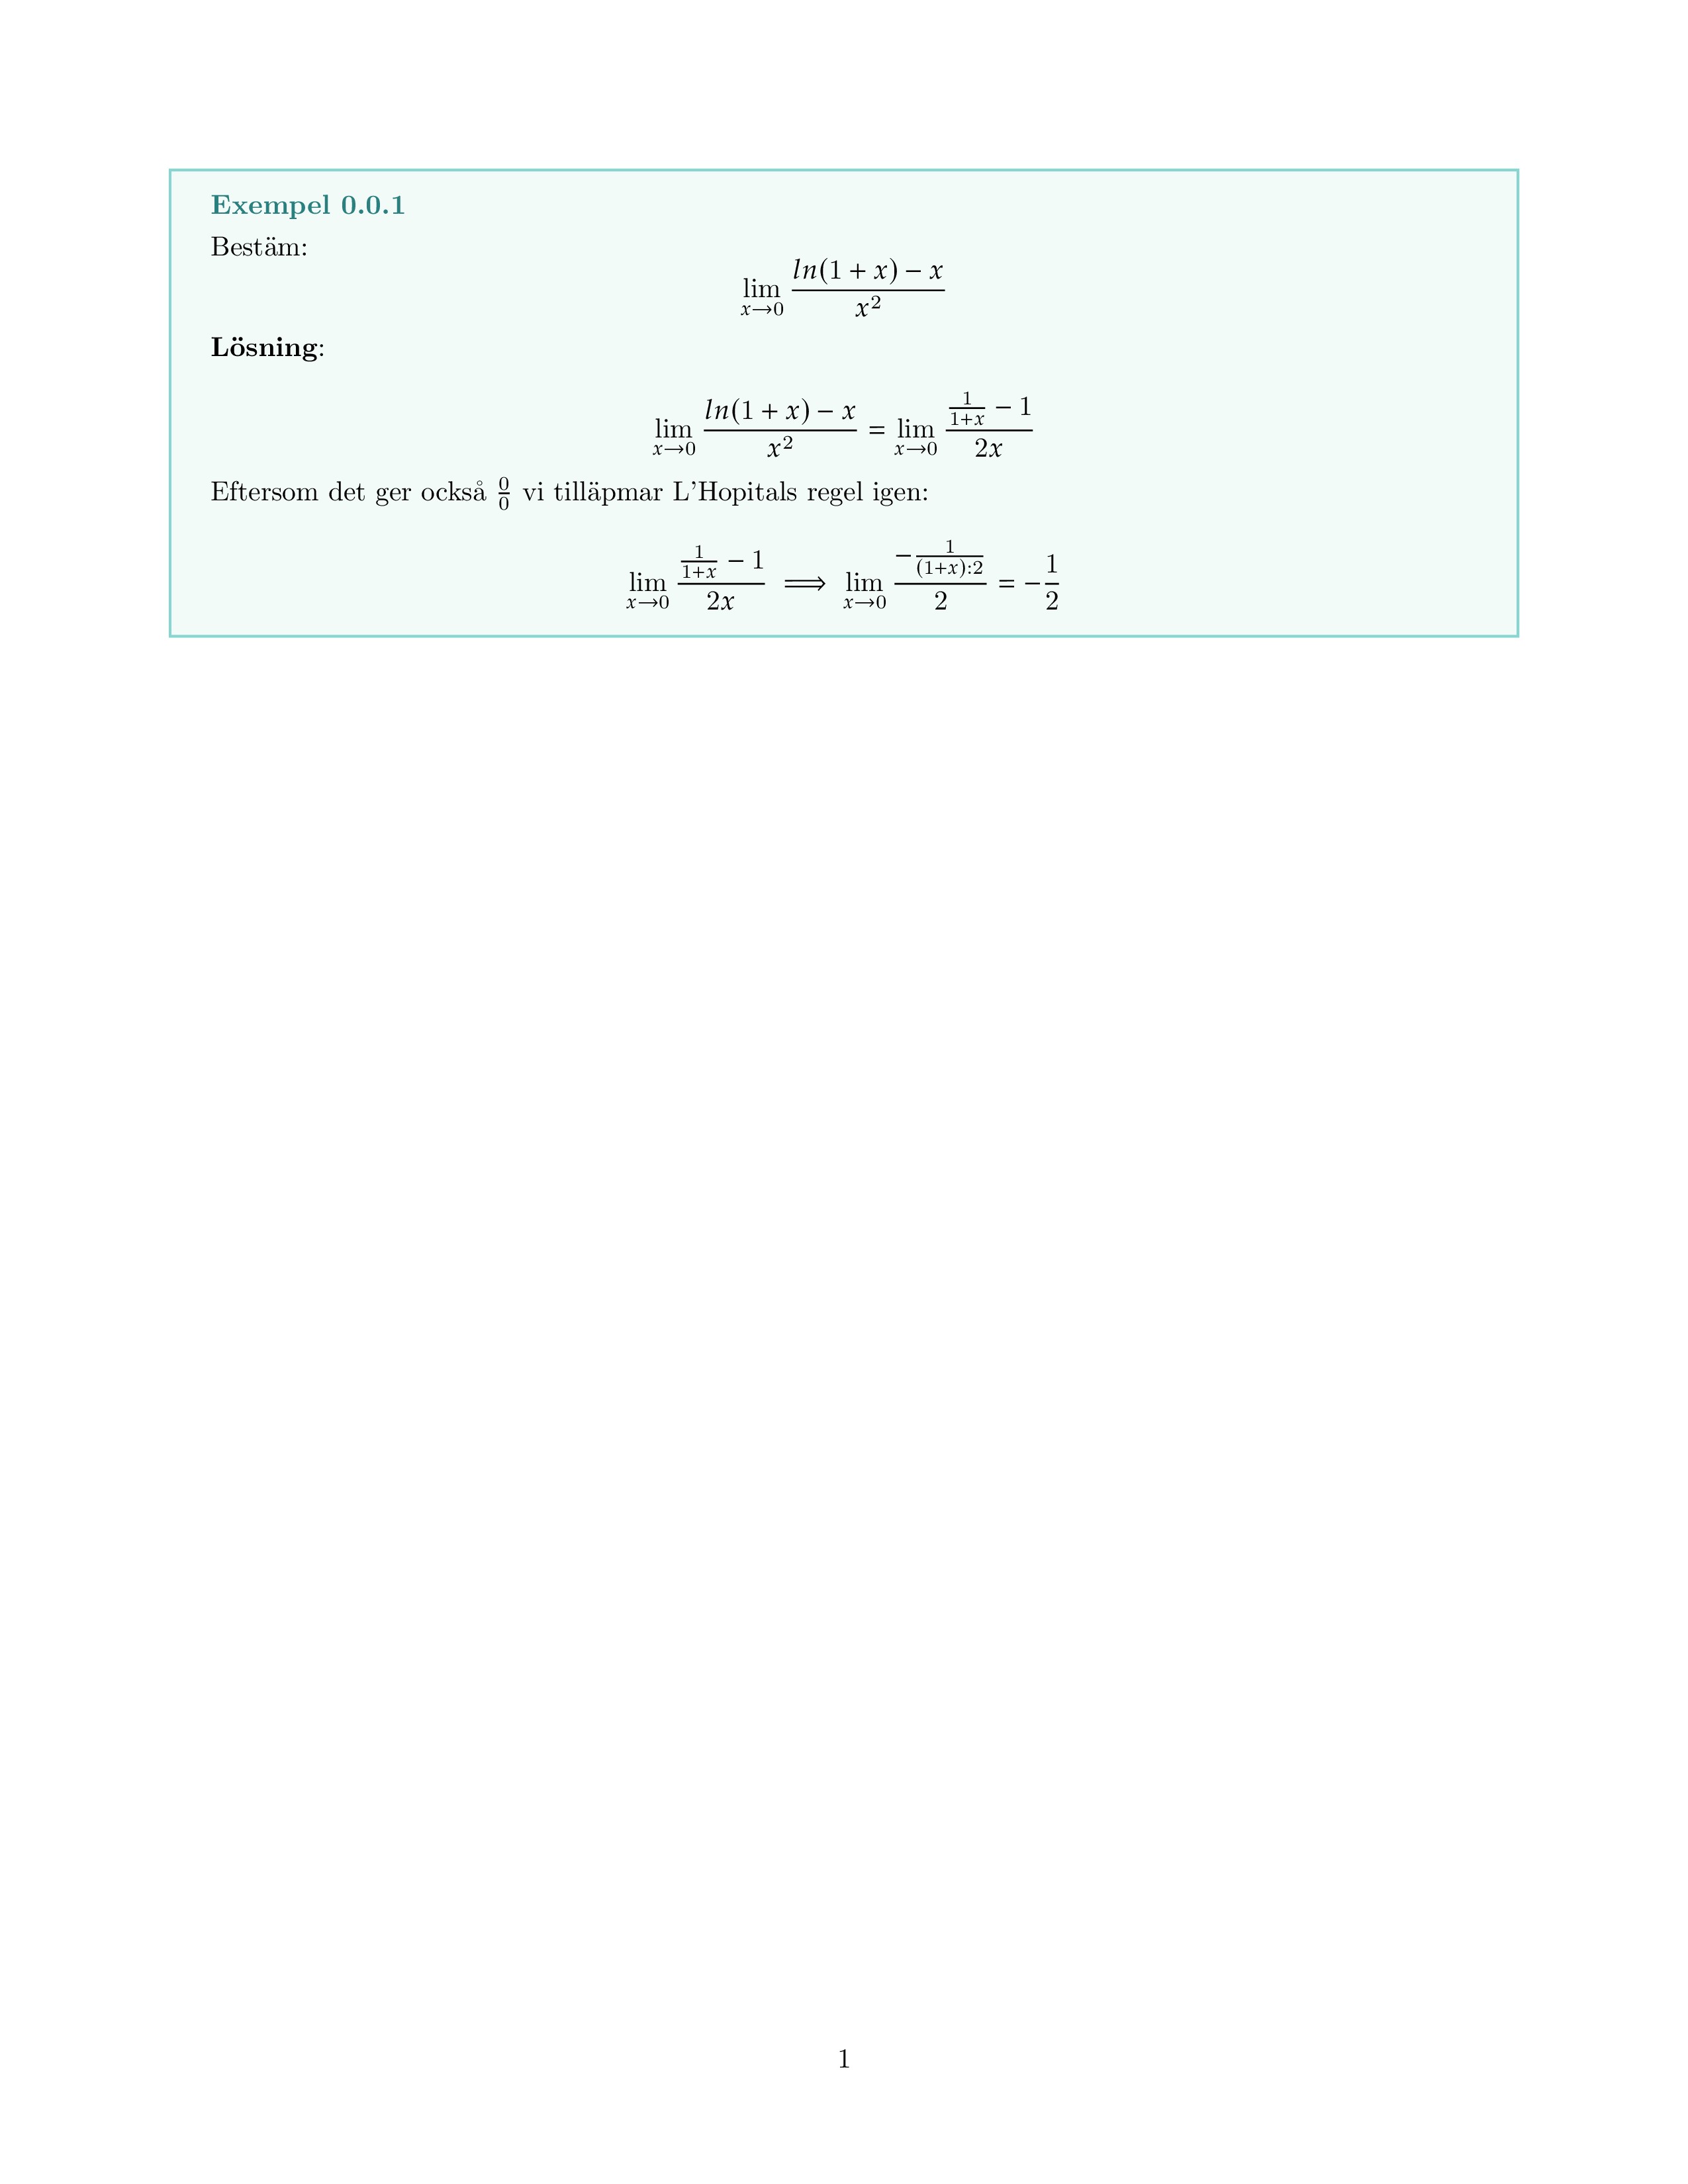 Exempel 0.0.1
Bestäm:
\lim_{x \to 0} \frac{ln(1 + x) - x}{x^2}
Lösning:
\lim_{x \to 0} \frac{ln(1 + x) - x}{x^2} = \lim_{x \to 0} \frac{\frac{1}{1+x} - 1}{2x}
Eftersom det ger också \frac{0}{0} vi tilläpmar L'Hopitals regel igen:
\lim_{x \to 0} \frac{\frac{1}{1+x} - 1}{2x} \implies \lim_{x \to 0} \frac{-\frac{1}{(1+x):2}}{2} = -\frac{1}{2}
1